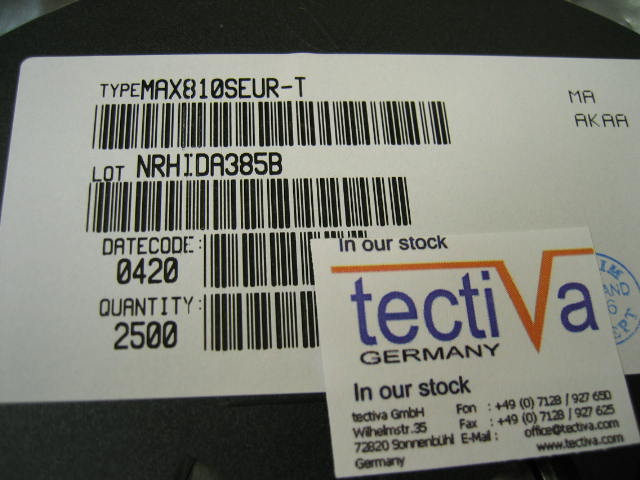 TYPE MAX810SEUR-T
MA
AKAA
LOT NRHIDA385B
DATECODE:
0420
QUANTITY:
2500
In our stock
tectiva
GERMANY
In our stock
tectiva GmbH
Wilhelmstr.35
72820 Sonnenbühl
Germany
Fon : +49 (0) 7128 / 927 650
Fax : +49 (0) 7128 / 927 625
E-Mail : office@tectiva.com
www.tectiva.com